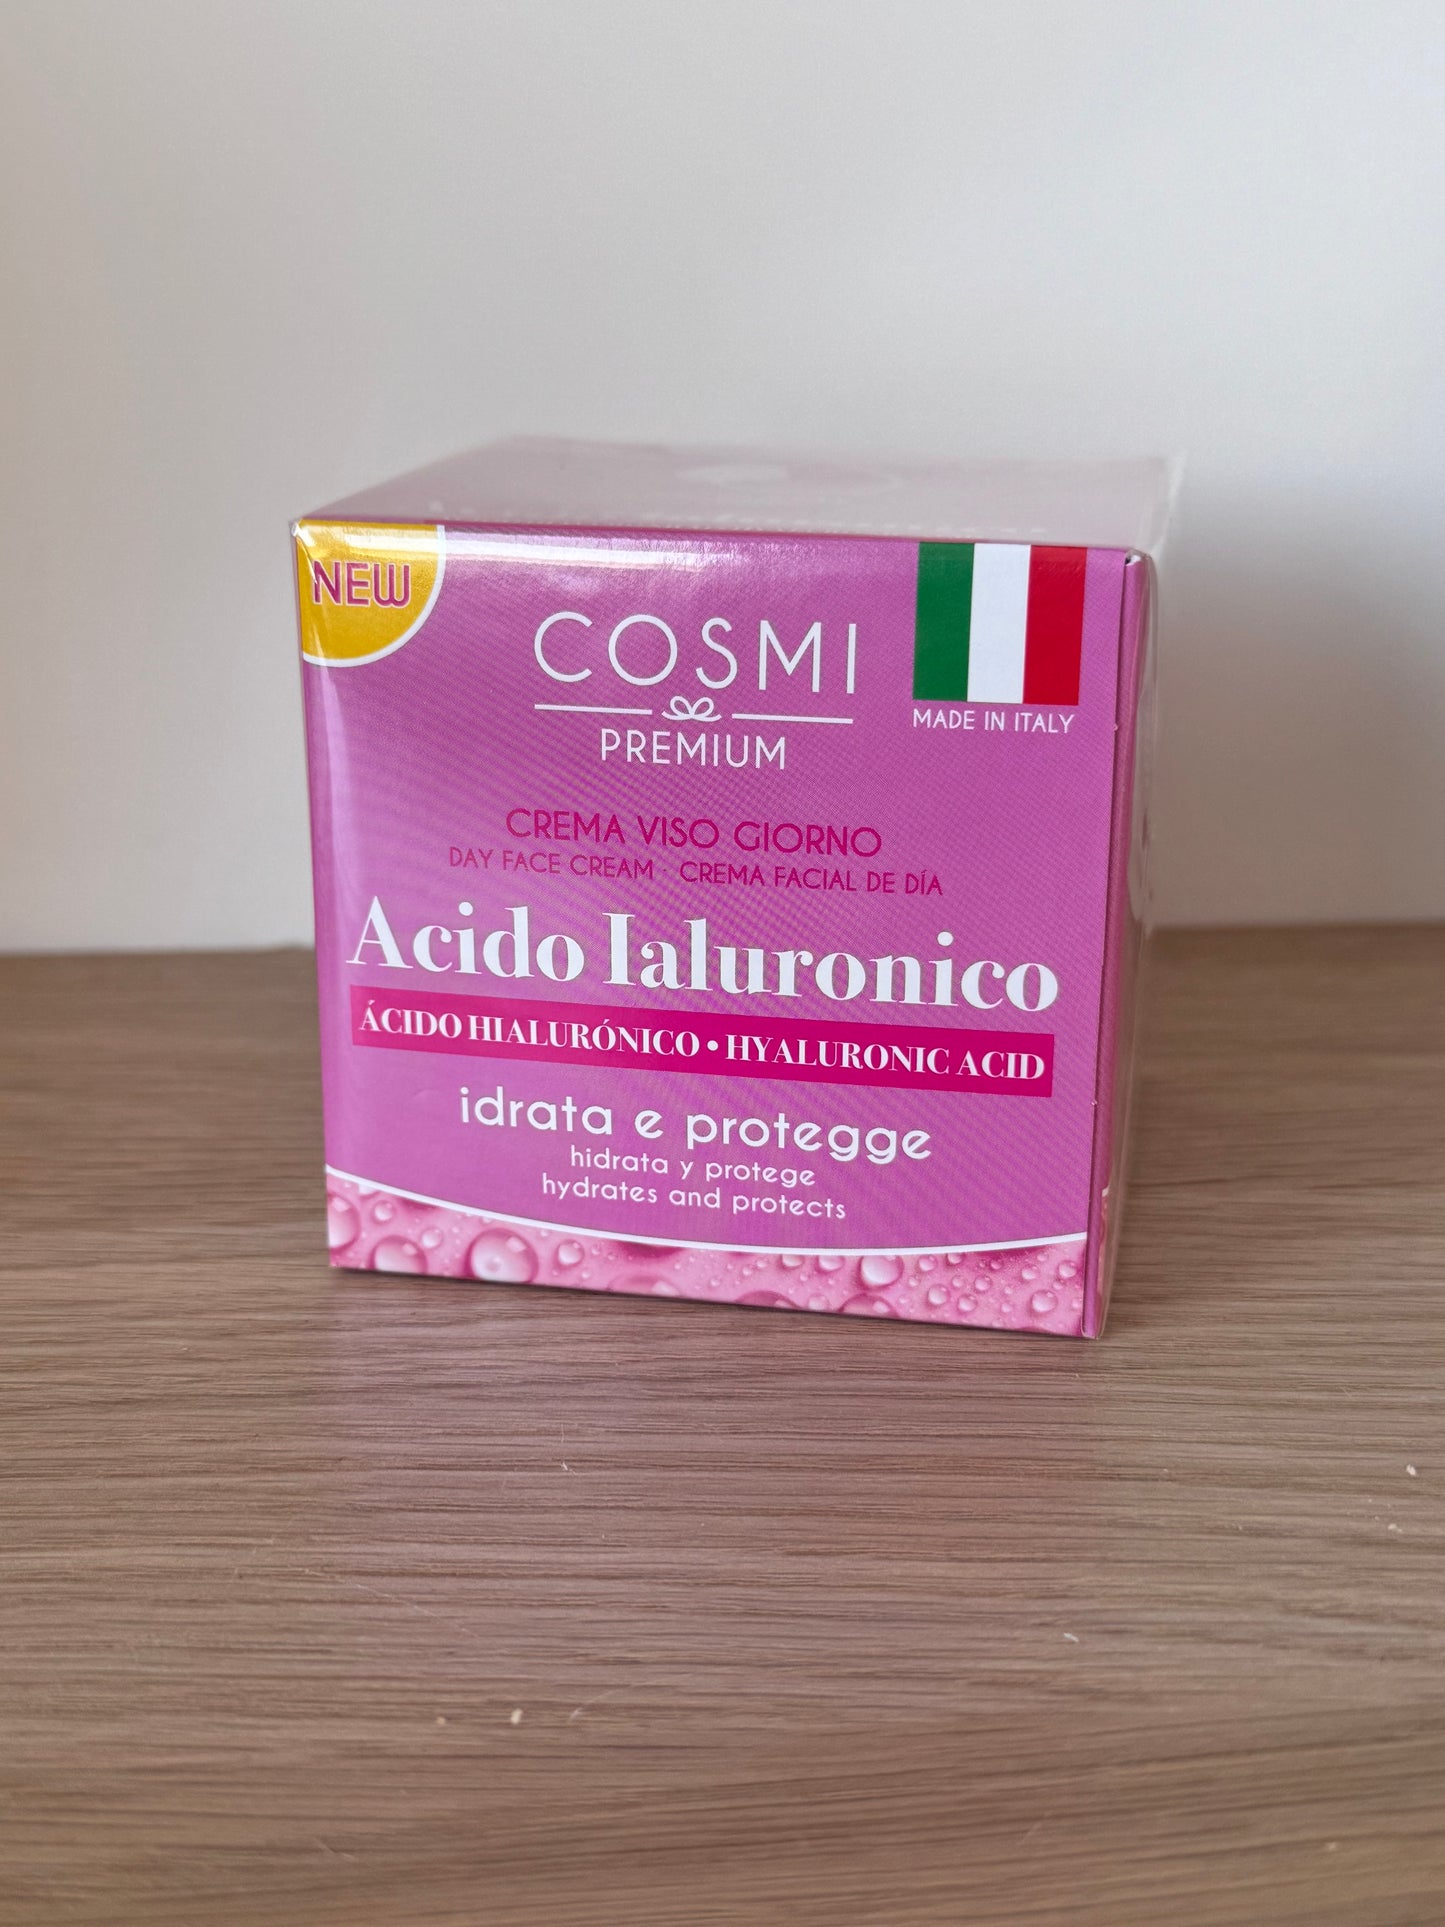 NEW
COSMI
PREMIUM
MADE IN ITALY
CREMA VISO GIORNO
DAY FACE CREAM · CREMA FACIAL DE DÍA
Acido Ialuronico
ÁCIDO HIALURÓNICO • HYALURONIC ACID
idrata e protegge
hidrata y protege
hydrates and protects